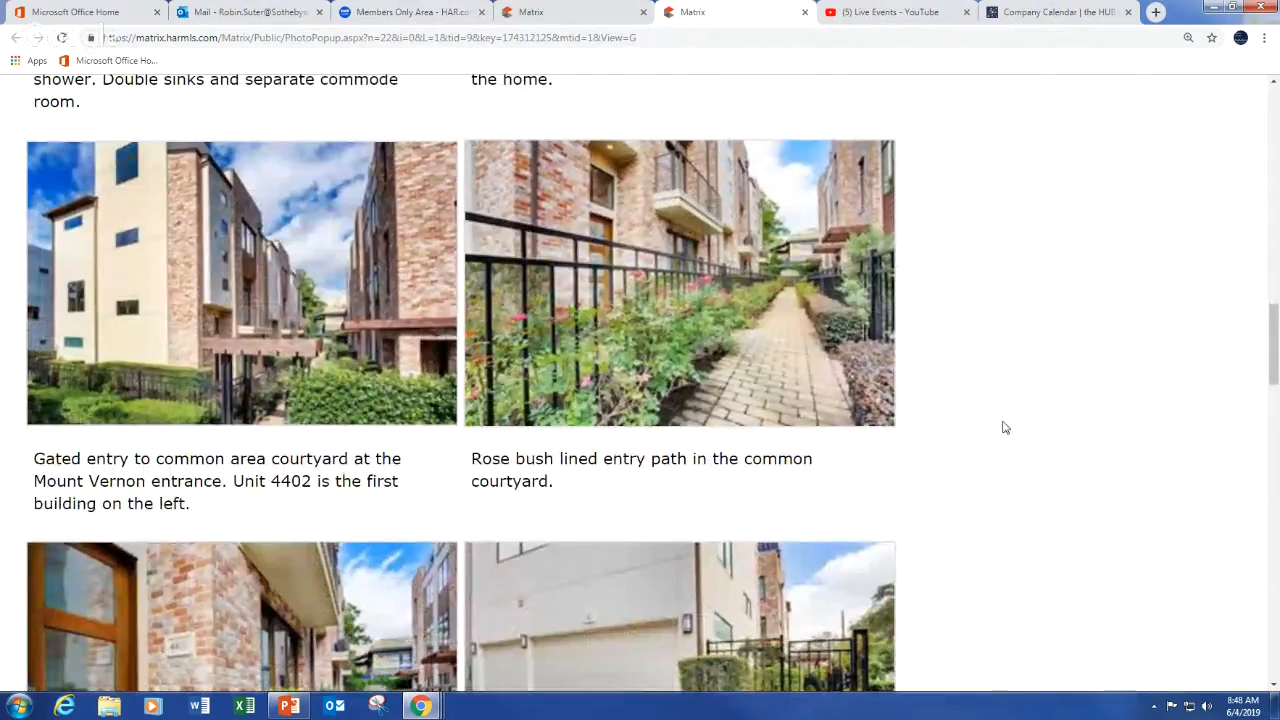 Microsoft Office Home
Mail - Robin.Suter@Sothebys
Members Only Area - HAR.co
Matrix
Matrix
(5) Live Events - YouTube
Company Calendar | the HUB
matrix.harmls.com/Matrix/Public/PhotoPopup.aspx?n=22&i=0&L=1&tid=9&key=174312125&mtid=1&View=G
Apps
Microsoft Office Ho...
shower. Double sinks and separate commode
room.
the home.
Gated entry to common area courtyard at the
Mount Vernon entrance. Unit 4402 is the first
building on the left.
Rose bush lined entry path in the common
courtyard.
8:48 AM
6/4/2019